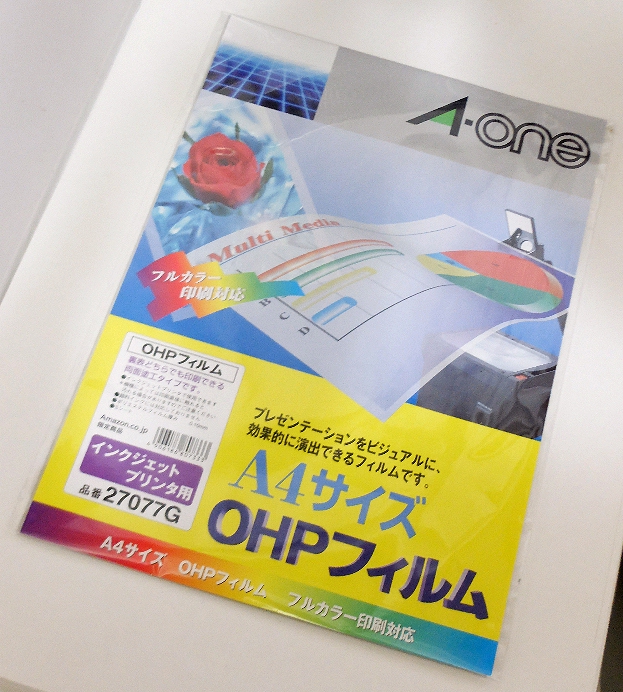 A-one
Multi Media
B
C
D
フルカラー
印刷対応
OHPフィルム
裏表どちらでも印刷できる
両面塗工タイプです。
Amazon.co.jp
限定商品
0.10mm
インクジェット
プリンタ用
品番 27077G
プレゼンテーションをビジュアルに、
効果的に演出できるフィルムです。
A4サイズ
OHPフィルム
A4サイズ OHPフィルム フルカラー印刷対応